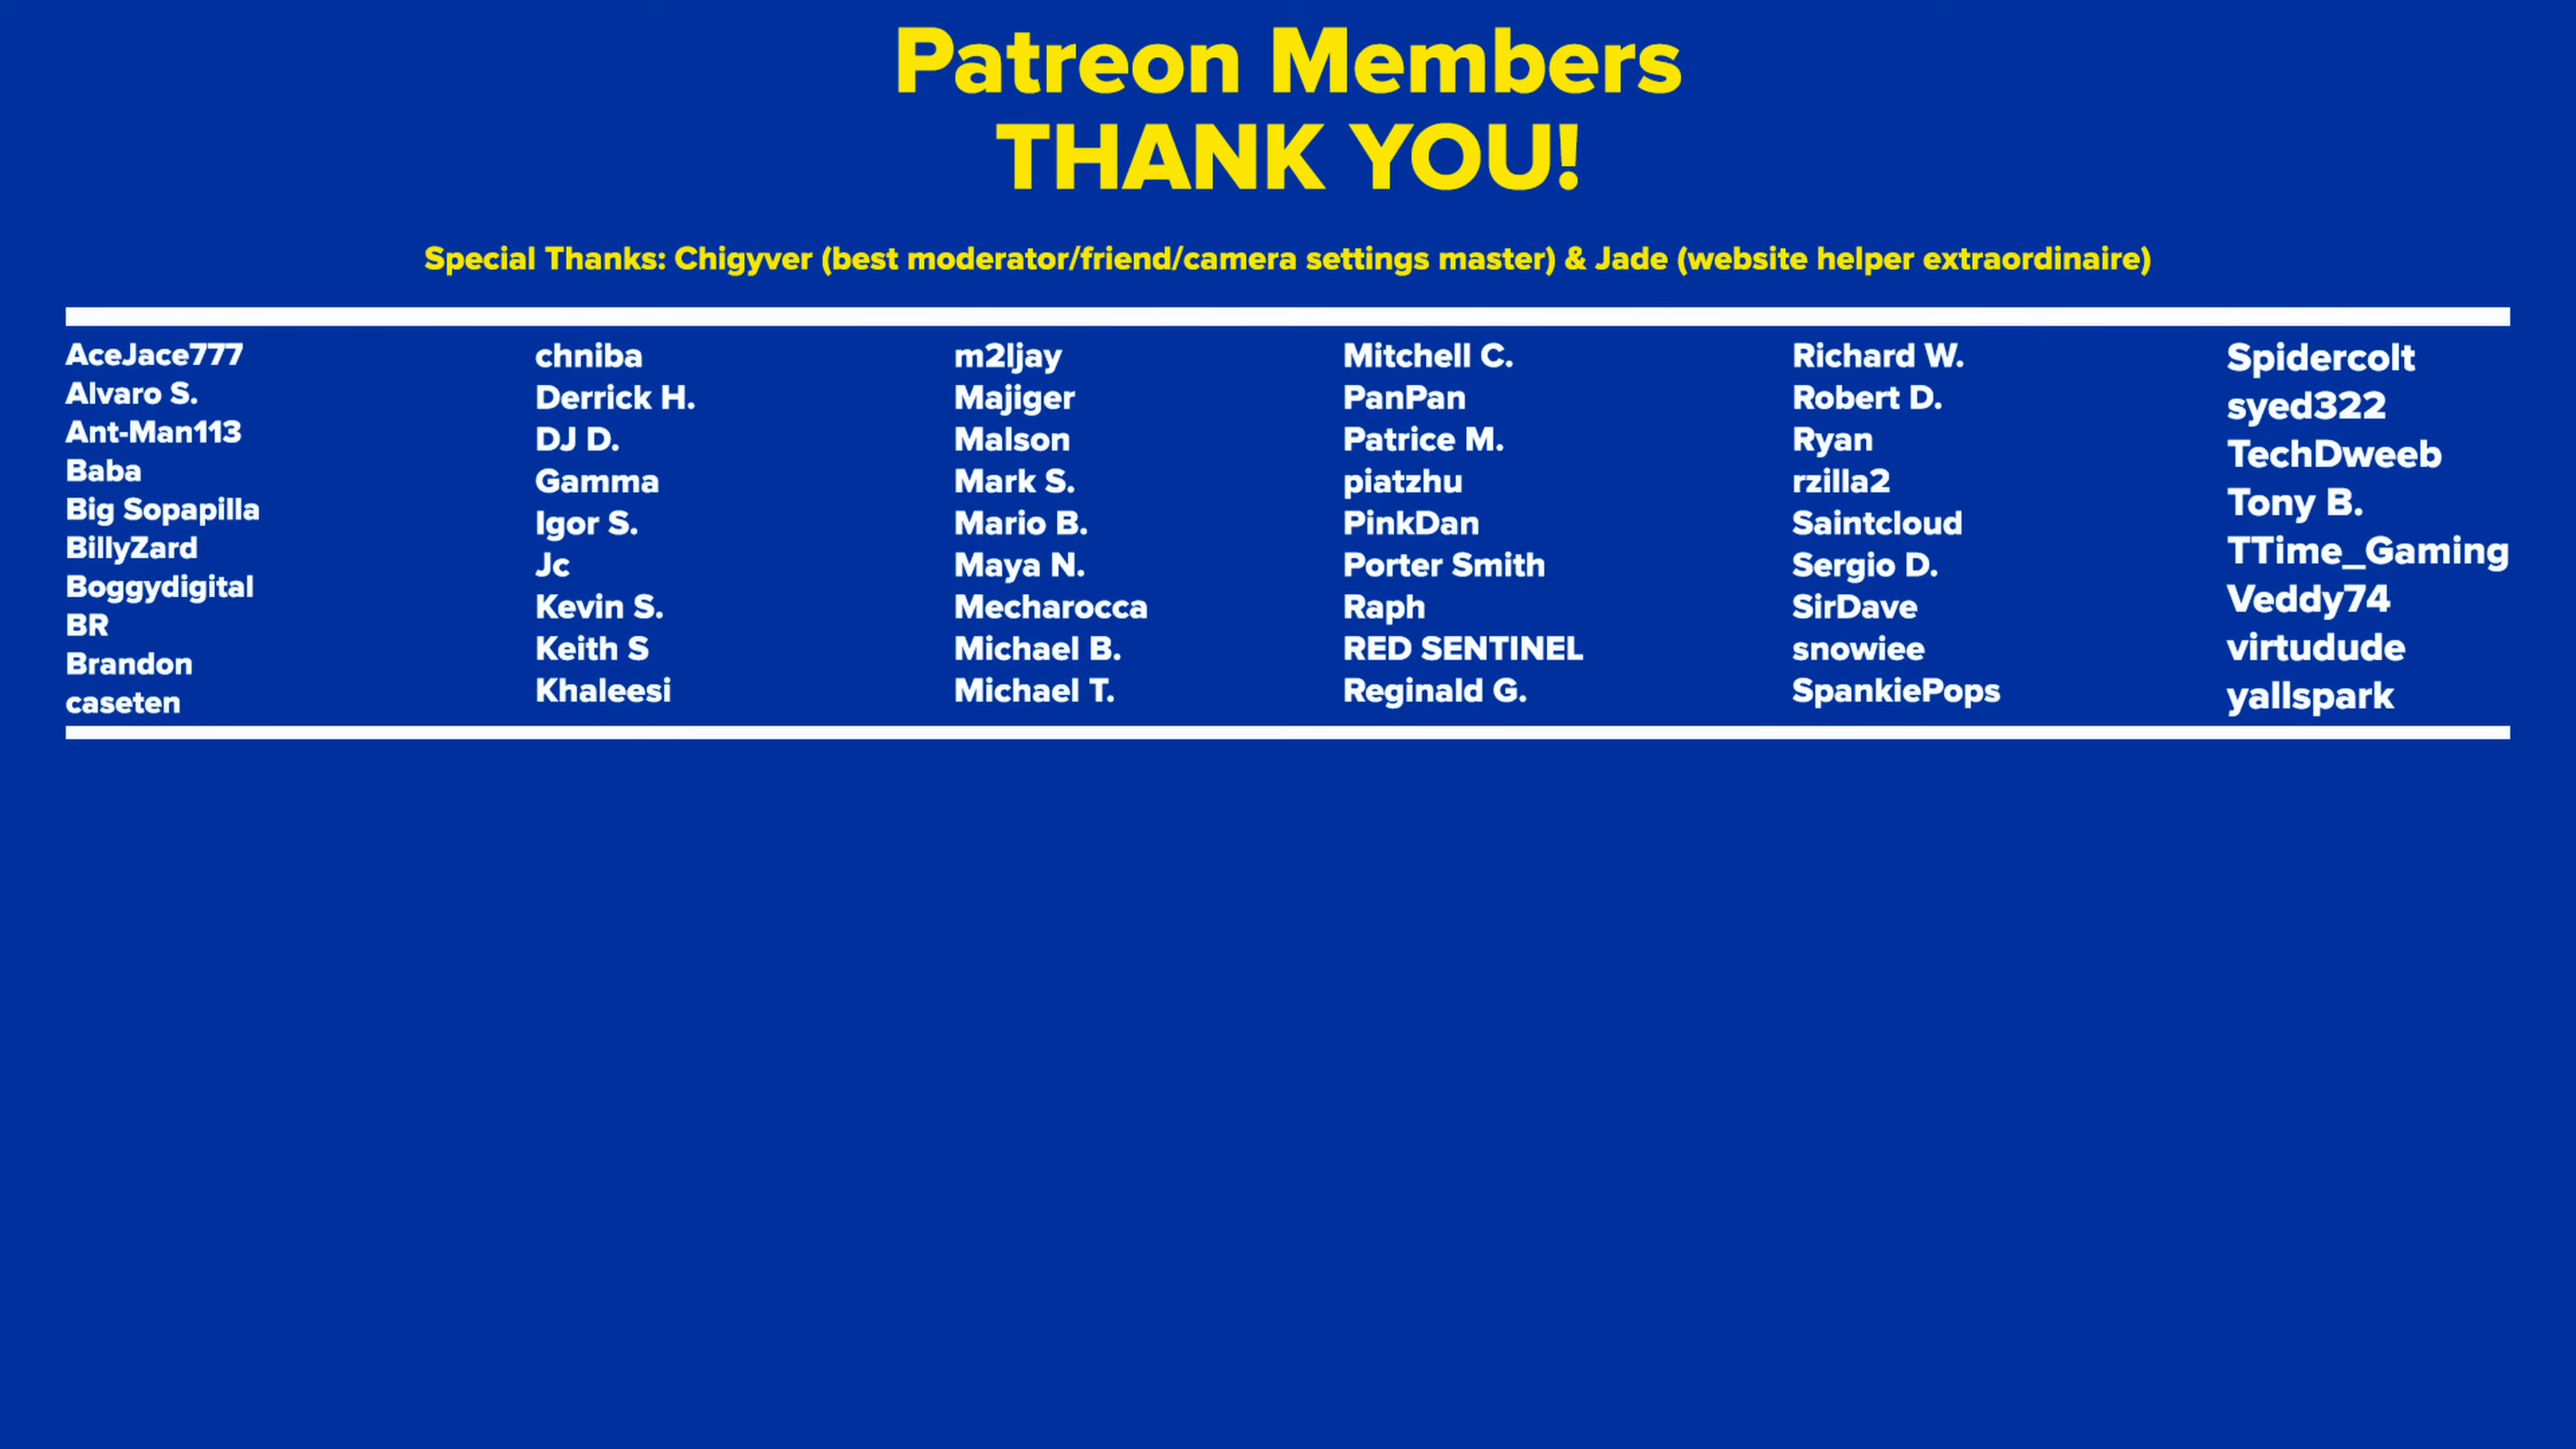 Patreon Members
THANK YOU!
Special Thanks: Chigyver (best moderator/friend/camera settings master) & Jade (website helper extraordinaire)
AceJace777
Alvaro S.
Ant-Man113
Baba
Big Sopapilla
BillyZard
Boggydigital
BR
Brandon
caseten
chniba
Derrick H.
DJ D.
Gamma
Igor S.
Jc
Kevin S.
Keith S
Khaleesi
m2ljay
Majiger
Malson
Mark S.
Mario B.
Maya N.
Mecharocca
Michael B.
Michael T.
Mitchell C.
PanPan
Patrice M.
piatzhu
PinkDan
Porter Smith
Raph
RED SENTINEL
Reginald G.
Richard W.
Robert D.
Ryan
rzilla2
Saintcloud
Sergio D.
SirDave
snowiee
SpankiePops
Spidercolt
syed322
TechDweeb
Tony B.
TTime_Gaming
Veddy74
virtudude
yallspark